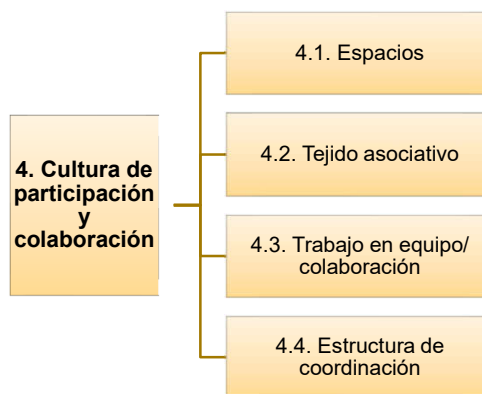 4. Cultura de
participación
y
colaboración
4.1. Espacios
4.2. Tejido asociativo
4.3. Trabajo en equipo/
colaboración
4.4. Estructura de
coordinación